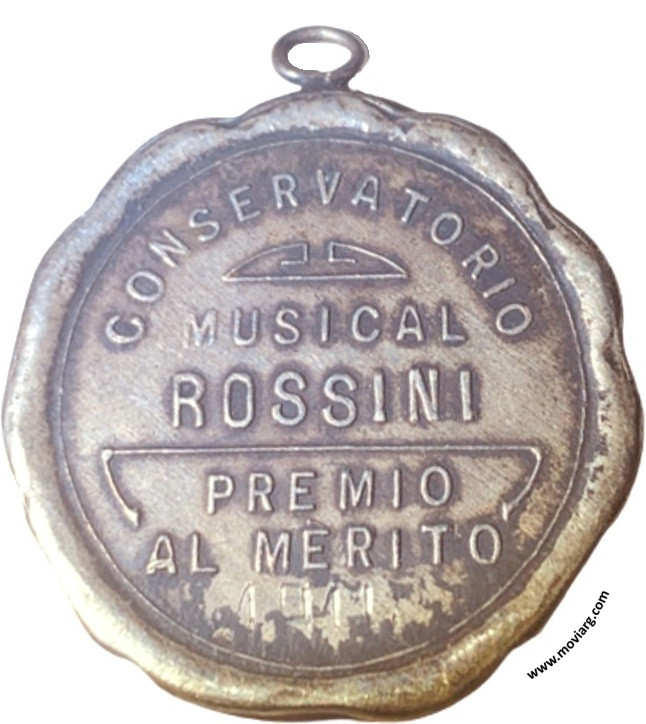 CONSERVATORIO
MUSICAL
ROSSINI
PREMIO
AL MERITO
www.moviarg.com